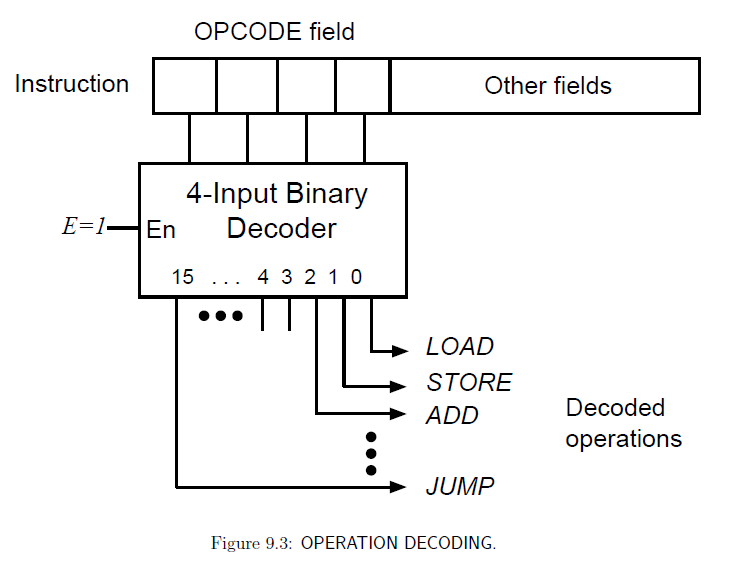 OPCODE field
Instruction
Other fields
4-Input Binary
Decoder
E=1
En
15 ... 4 3 2 1 0
LOAD
STORE
ADD
Decoded
operations
JUMP
Figure 9.3: OPERATION DECODING.